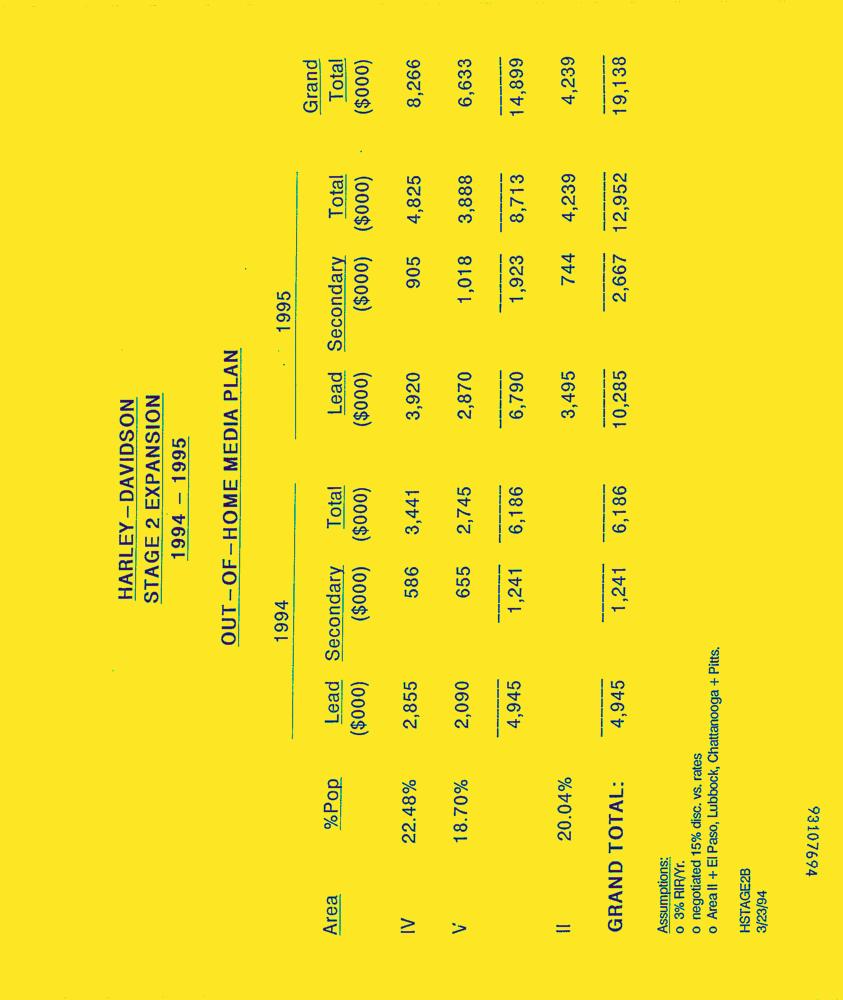 HARLEY-DAVIDSON
STAGE 2 EXPANSION
1994 - 1995
OUT-OF-HOME MEDIA PLAN
1994 1995
Grand
Area %Pop Lead Secondary Total Lead Secondary Total Total
($000) ($000) ($000) ($000) ($000) ($000) ($000)
IV 22.48% 2,855 586 3,441 3,920 905 4,825 8,266
V 18.70% 2,090 655 2,745 2,870 1,018 3,888 6,633
4,945 1,241 6,186 6,790 1,923 8,713 14,899
II 20.04% 3,495 744 4,239 4,239
GRAND TOTAL: 4,945 1,241 6,186 10,285 2,667 12,952 19,138
Assumptions:
o 3% RIR/Yr.
o negotiated 15% disc. vs. rates
o Area II + El Paso, Lubbock, Chattanooga + Pitts.
HSTAGE2B
3/23/94
93107694